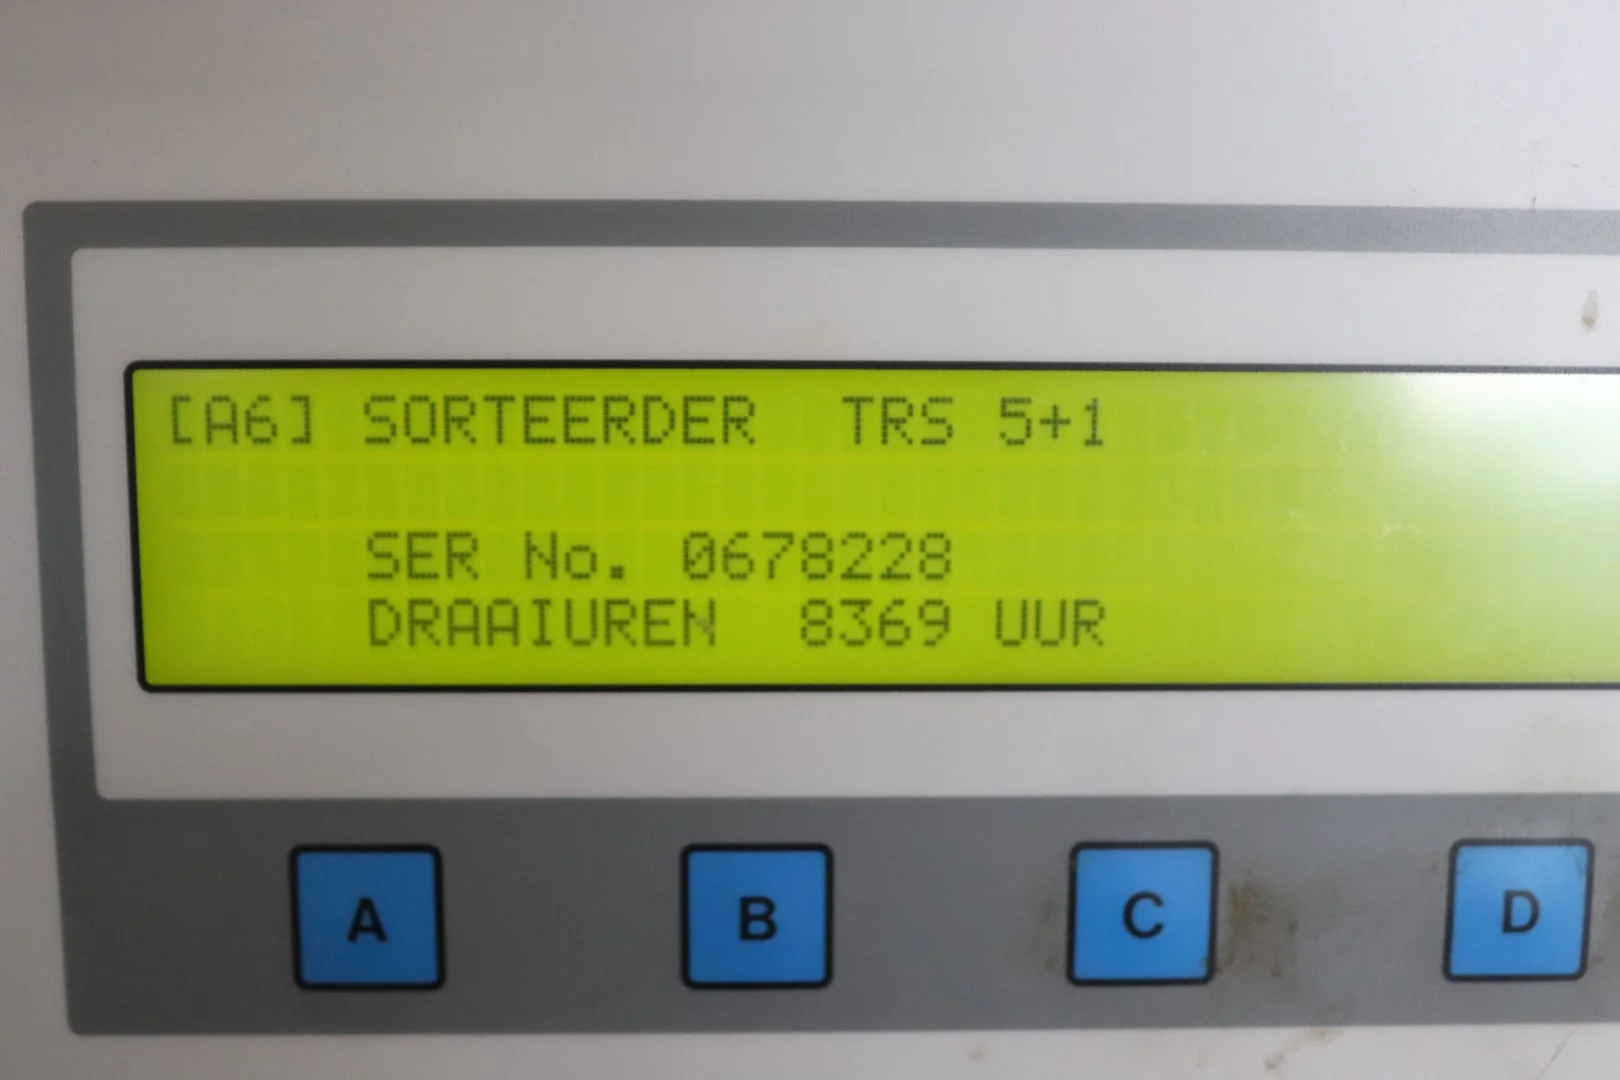 [A6] SORTEERDER TRS 5+1
SER No. 0678228
DRAAIUREN 8369 UUR
A B C D